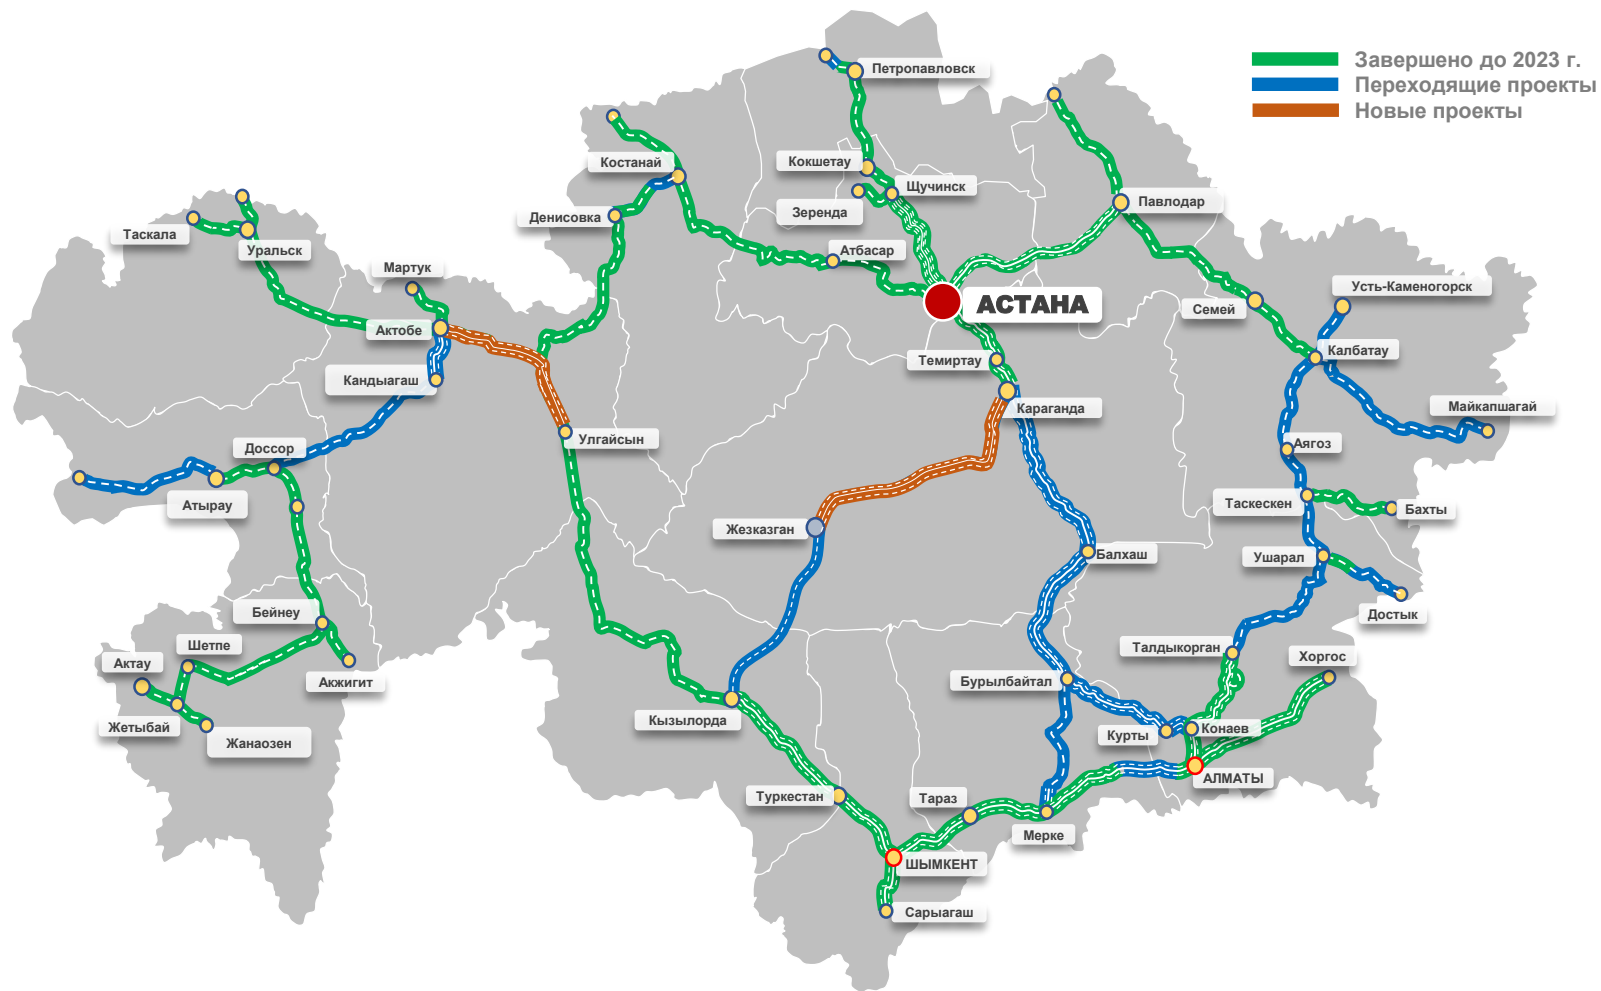 Завершено до 2023 г.
Переходящие проекты
Новые проекты
Петропавловск
Костанай
Кокшетау
Щучинск
Зеренда
Павлодар
Денисовка
Таскала
Уральск
Атбасар
Мартук
АСТАНА
Усть-Каменогорск
Семей
Актобе
Темиртау
Калбатау
Кандыагаш
Караганда
Майкапшагай
Улгайсын
Доссор
Аягоз
Атырау
Таскескен
Бахты
Жезказган
Балхаш
Ушарал
Достык
Бейнеу
Шетпе
Талдыкорган
Хоргос
Актау
Акжигит
Бурылбайтал
Жетыбай
Жанаозен
Кызылорда
Курты
Конаев
АЛМАТЫ
Туркестан
Тараз
Мерке
ШЫМКЕНТ
Сарыагаш